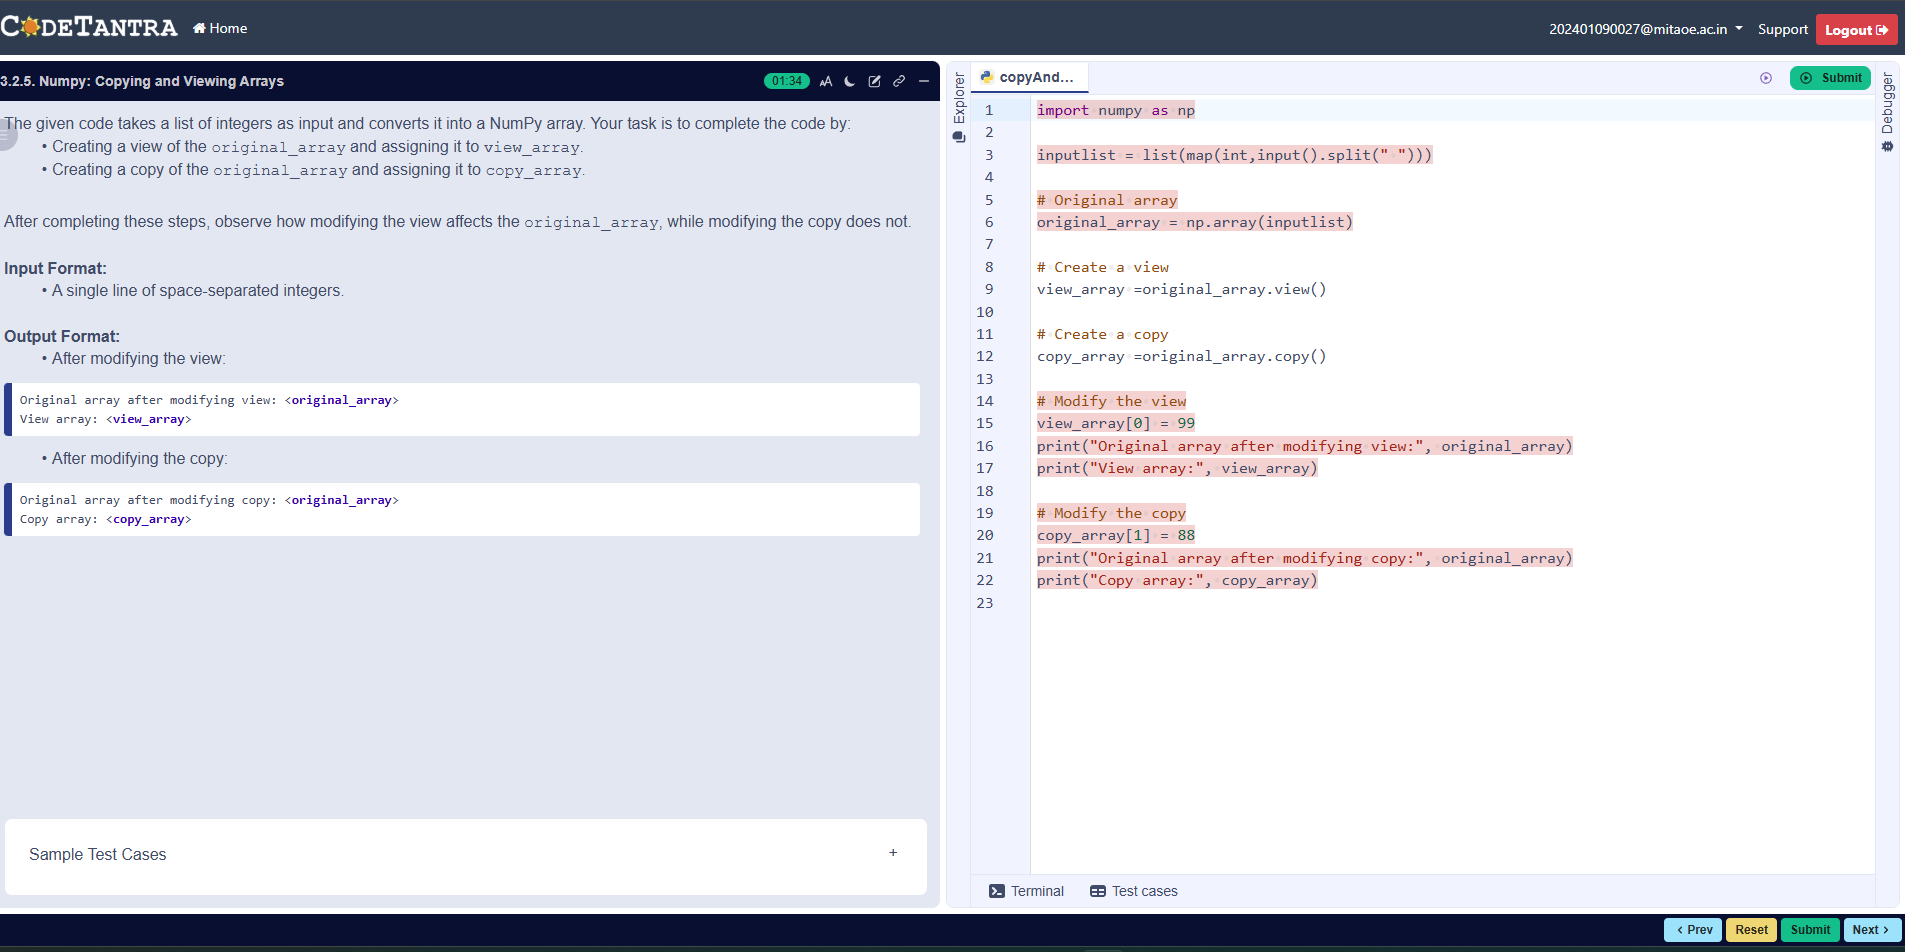 CODETANTRA Home 202401090027@mitaoe.ac.in Support Logout
3.2.5. Numpy: Copying and Viewing Arrays 01:34 AA
The given code takes a list of integers as input and converts it into a NumPy array. Your task is to complete the code by:
• Creating a view of the original_array and assigning it to view_array.
• Creating a copy of the original_array and assigning it to copy_array.
After completing these steps, observe how modifying the view affects the original_array, while modifying the copy does not.
Input Format:
• A single line of space-separated integers.
Output Format:
• After modifying the view:
Original array after modifying view: <original_array>
View array: <view_array>
• After modifying the copy:
Original array after modifying copy: <original_array>
Copy array: <copy_array>
Sample Test Cases +
Explorer
copyAnd... Submit
Debugger
1 import numpy as np
2
3 inputlist = list(map(int,input().split(" ")))
4
5 # Original array
6 original_array = np.array(inputlist)
7
8 # Create a view
9 view_array =original_array.view()
10
11 # Create a copy
12 copy_array =original_array.copy()
13
14 # Modify the view
15 view_array[0] = 99
16 print("Original array after modifying view:", original_array)
17 print("View array:", view_array)
18
19 # Modify the copy
20 copy_array[1] = 88
21 print("Original array after modifying copy:", original_array)
22 print("Copy array:", copy_array)
23
Terminal Test cases
< Prev Reset Submit Next >